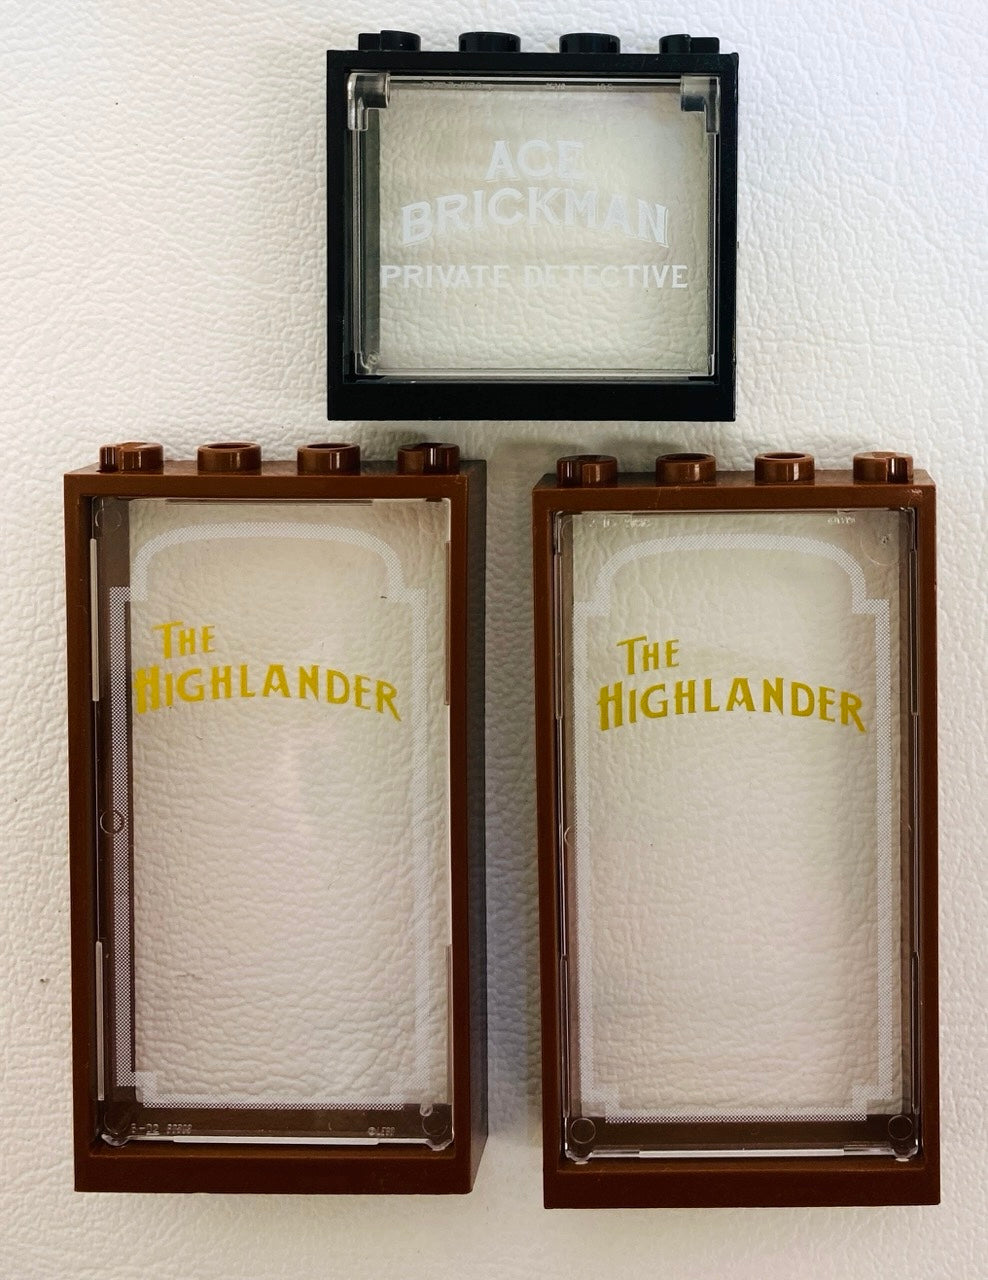 ACE
BRICKMAN
PRIVATE DETECTIVE
THE
HIGHLANDER
THE
HIGHLANDER